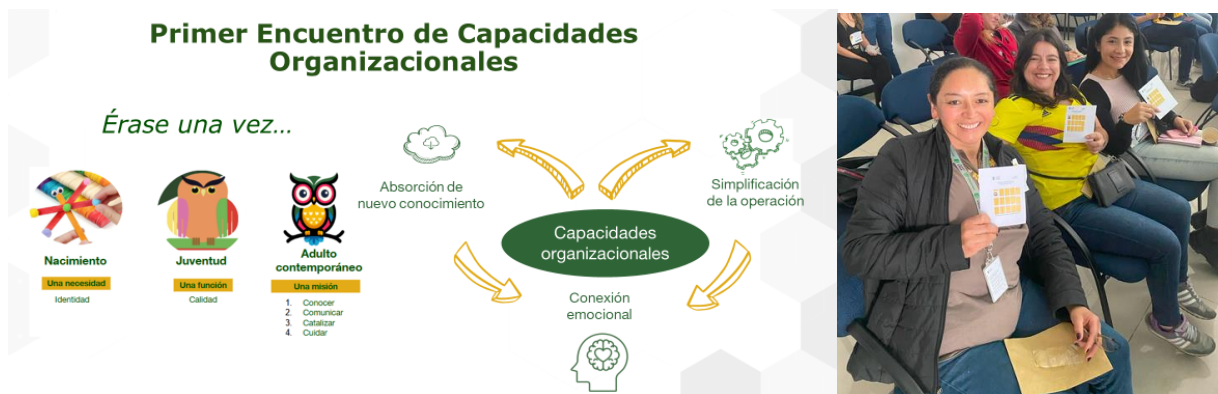 Primer Encuentro de Capacidades
Organizacionales
Érase una vez...
Nacimiento
Una necesidad
Identidad
Juventud
Una función
Calidad
Adulto
contemporáneo
Una misión
1. Conocer
2. Comunicar
3. Catalizar
4. Cuidar
Absorción de
nuevo conocimiento
Simplificación
de la operación
Capacidades
organizacionales
Conexión
emocional